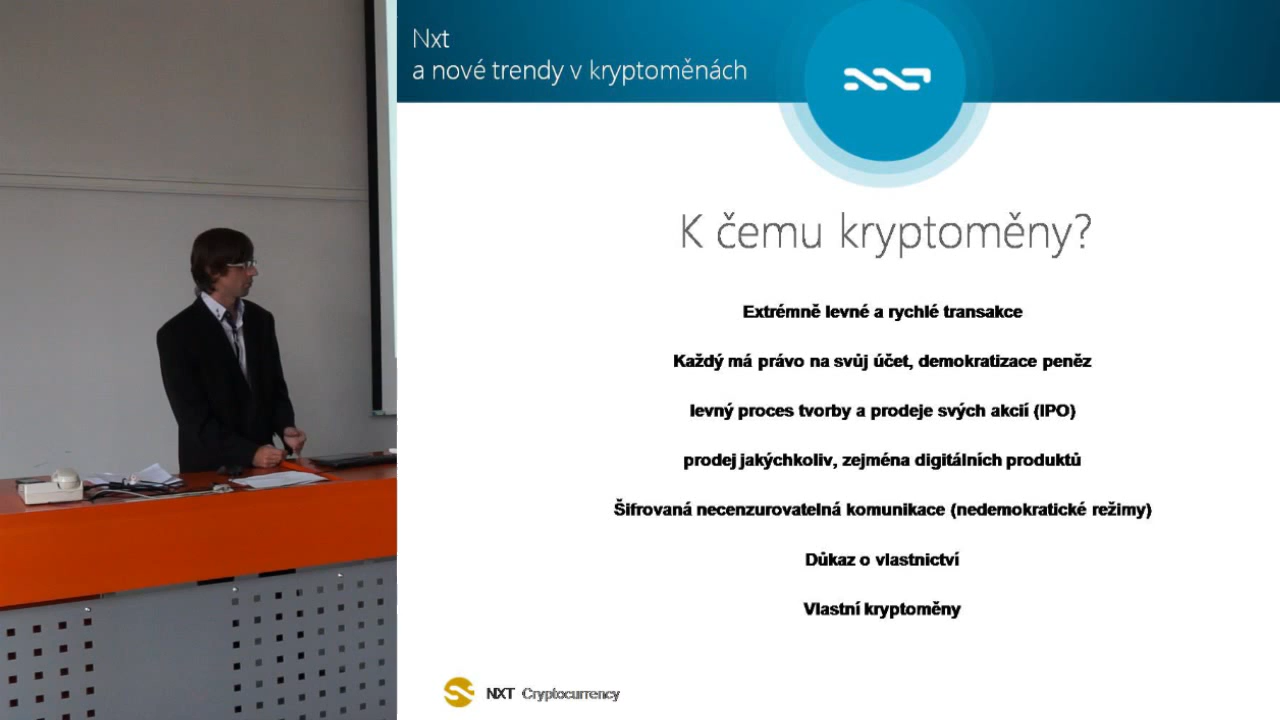 Nxt
a nové trendy v kryptoměnách
K čemu kryptoměny?
Extrémně levné a rychlé transakce
Každý má právo na svůj účet, demokratizace peněz
levný proces tvorby a prodeje svých akcií (IPO)
prodej jakýchkoliv, zejména digitálních produktů
Šifrovaná necenzurovatelná komunikace (nedemokratické režimy)
Důkaz o vlastnictví
Vlastní kryptoměny
NXT Cryptocurrency